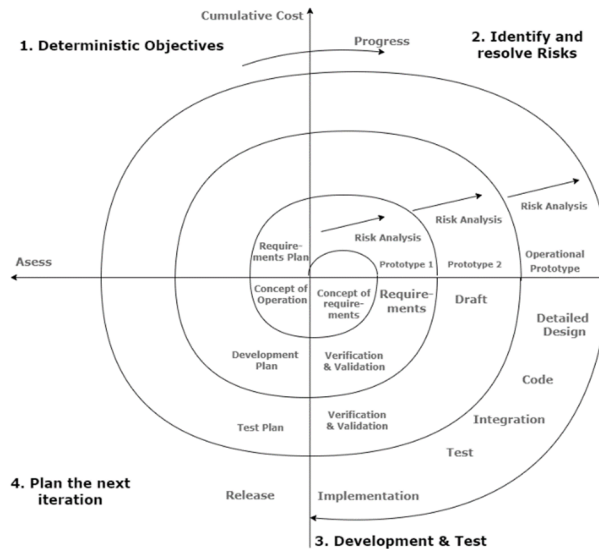 Cumulative Cost
1. Deterministic Objectives
Progress
2. Identify and
resolve Risks
Risk Analysis
Risk Analysis
Risk Analysis
Require-
ments Plan
Asess
Prototype 1
Prototype 2
Operational
Prototype
Concept of
Operation
Concept of
require-
ments
Require-
ments
Draft
Detailed
Design
Development
Plan
Verification
& Validation
Code
Test Plan
Verification
& Validation
Integration
Test
4. Plan the next
iteration
Release
Implementation
3. Development & Test